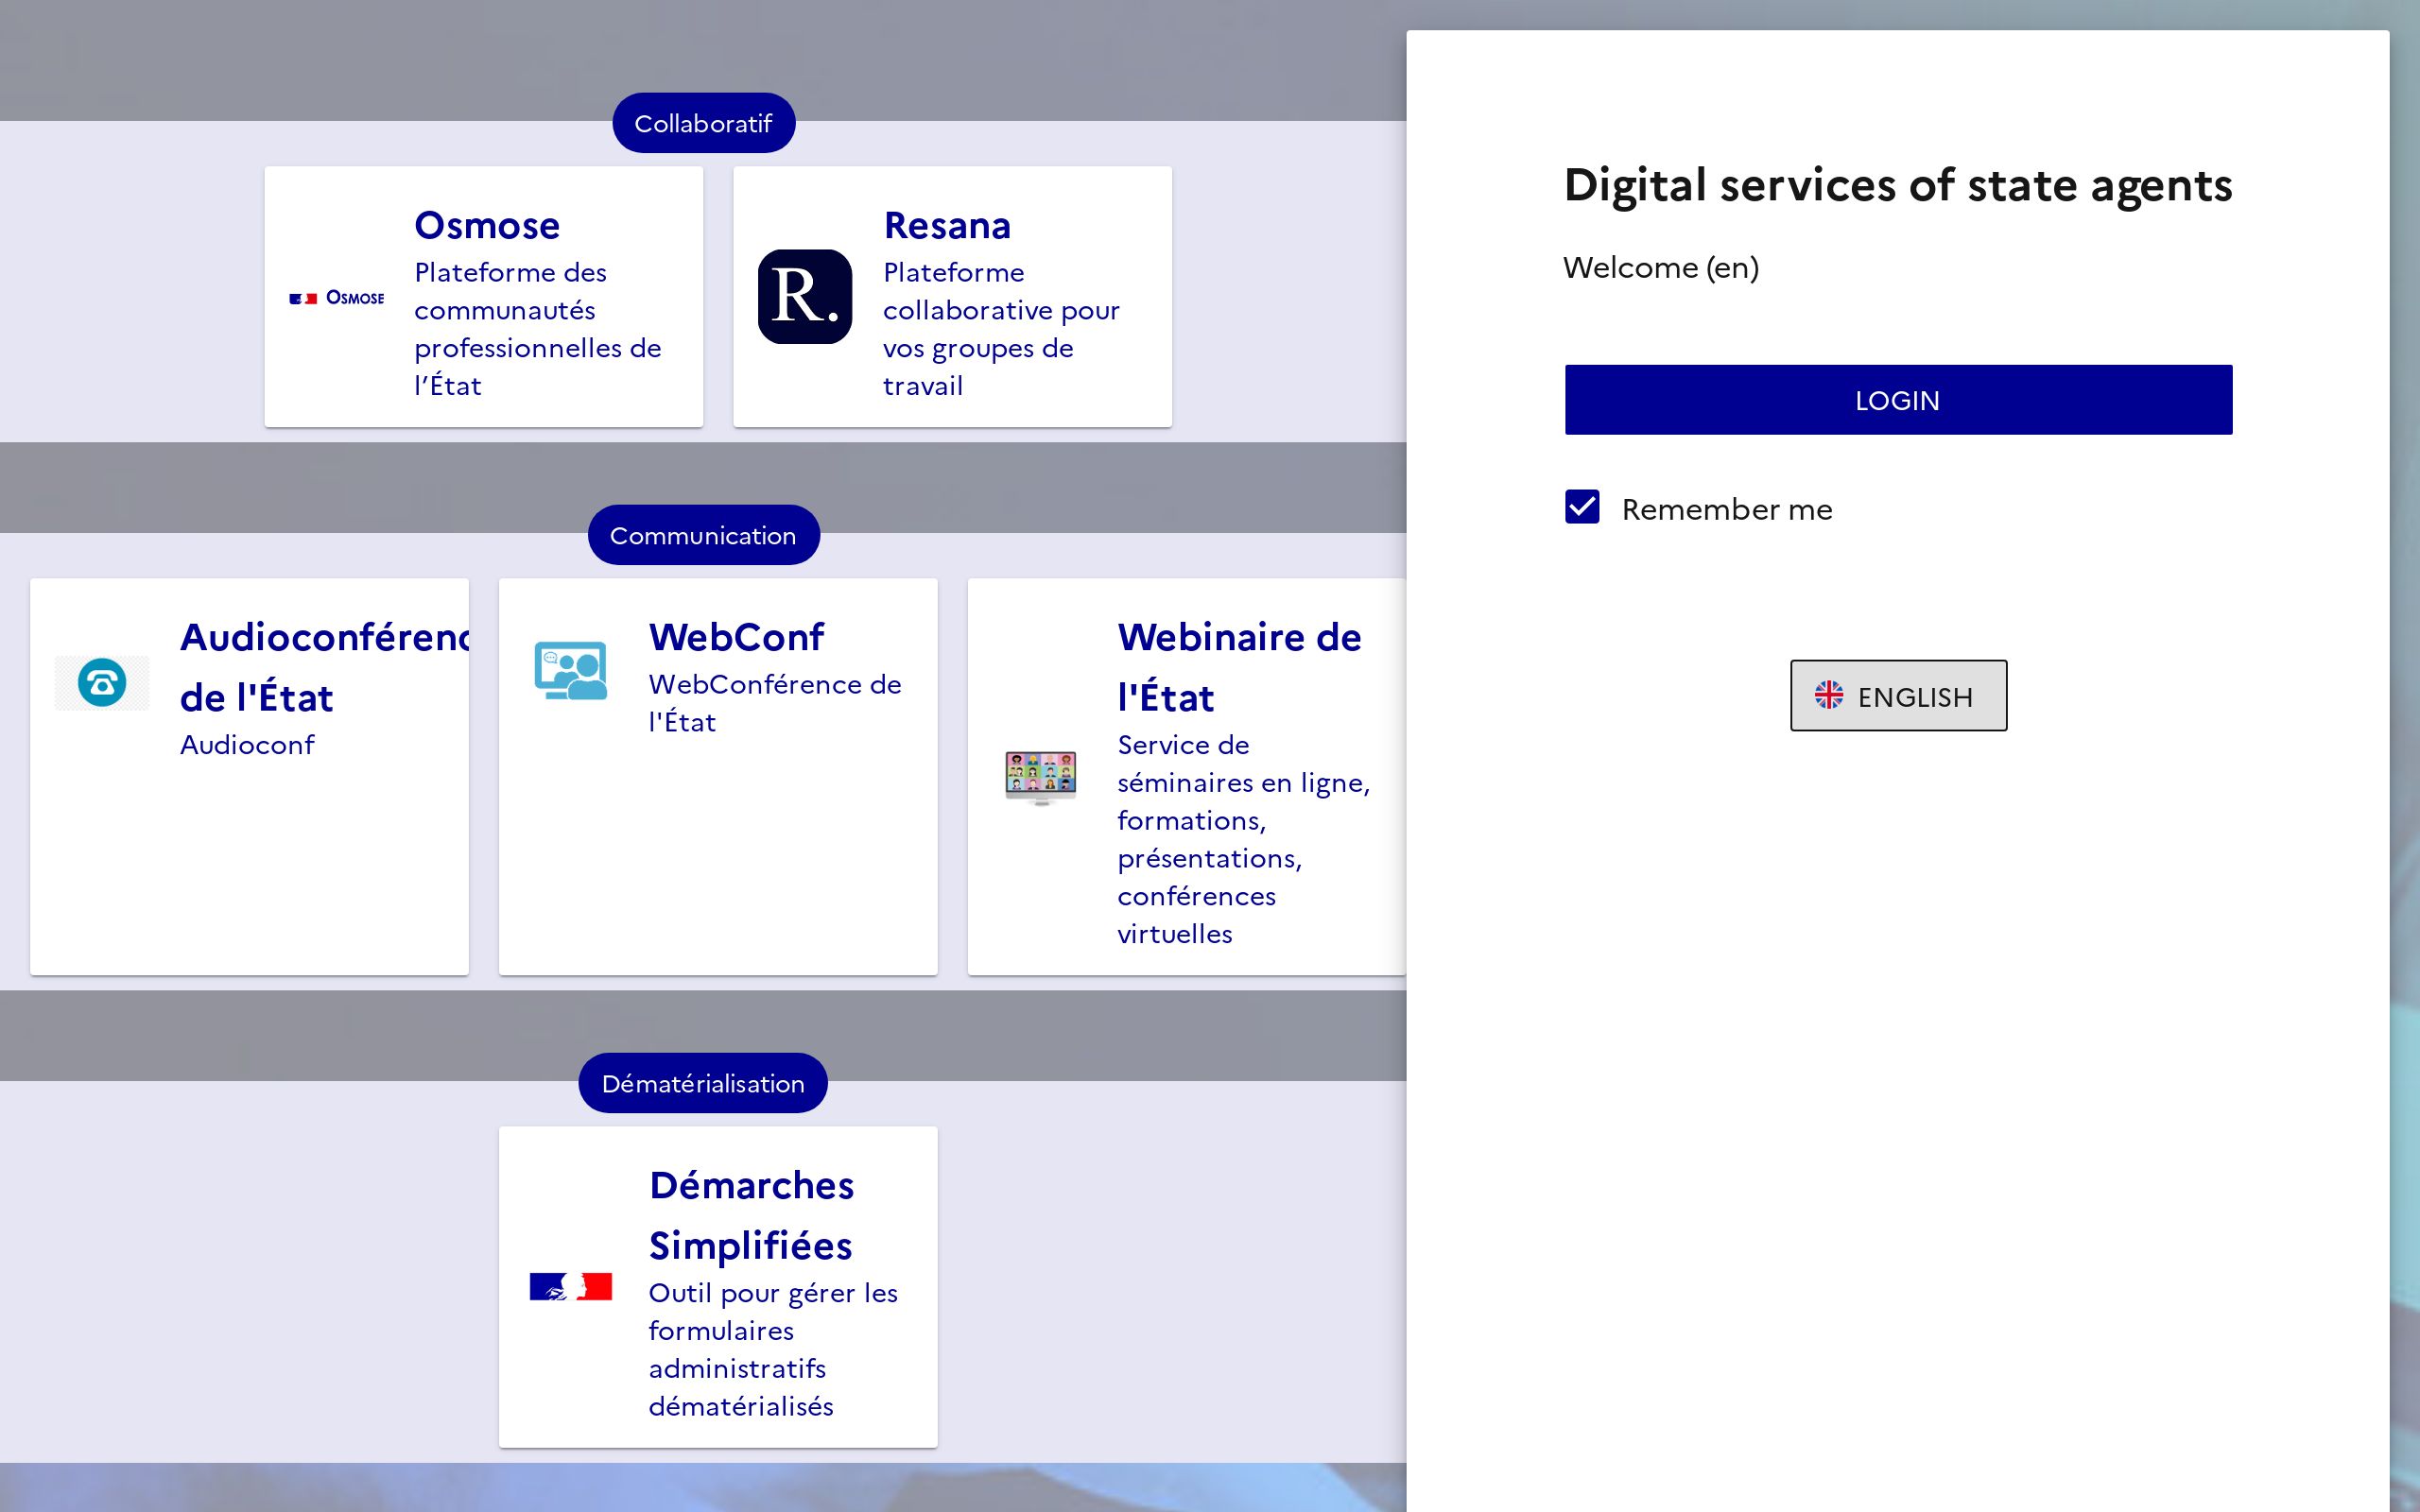 Collaboratif
OSMOSE
Osmose
Plateforme des
communautés
professionnelles de
l’État
R.
Resana
Plateforme
collaborative pour
vos groupes de
travail
Communication
Audioconférenc
de l'État
Audioconf
WebConf
WebConférence de
l'État
Webinaire de
l'État
Service de
séminaires en ligne,
formations,
présentations,
conférences
virtuelles
Dématérialisation
Démarches
Simplifiées
Outil pour gérer les
formulaires
administratifs
dématérialisés
Digital services of state agents
Welcome (en)
LOGIN
Remember me
ENGLISH